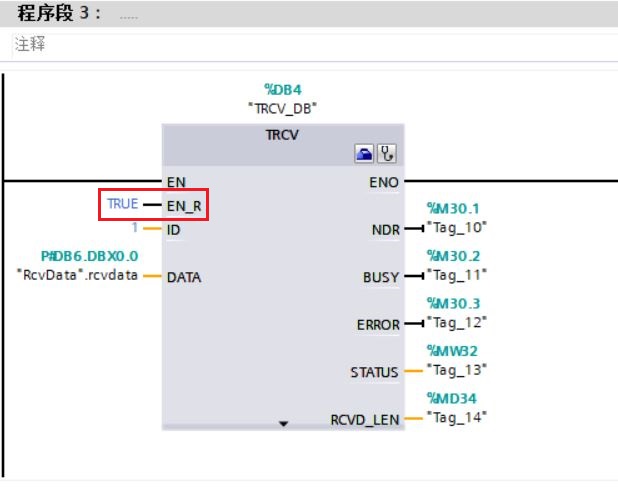 程序段 3： .....
注释
%DB4
"TRCV_DB"
TRCV
EN ENO
TRUE EN_R
1 ID
%M30.1
NDR "Tag_10"
P#DB6.DBX0.0
"RcvData".rcvdata DATA
%M30.2
BUSY "Tag_11"
%M30.3
ERROR "Tag_12"
%MW32
STATUS "Tag_13"
%MD34
RCVD_LEN "Tag_14"